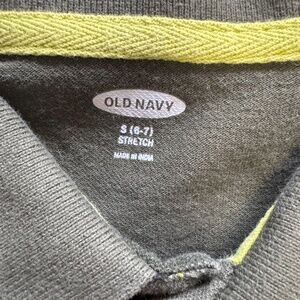 OLD NAVY
S (6-7)
STRETCH
MADE IN INDIA